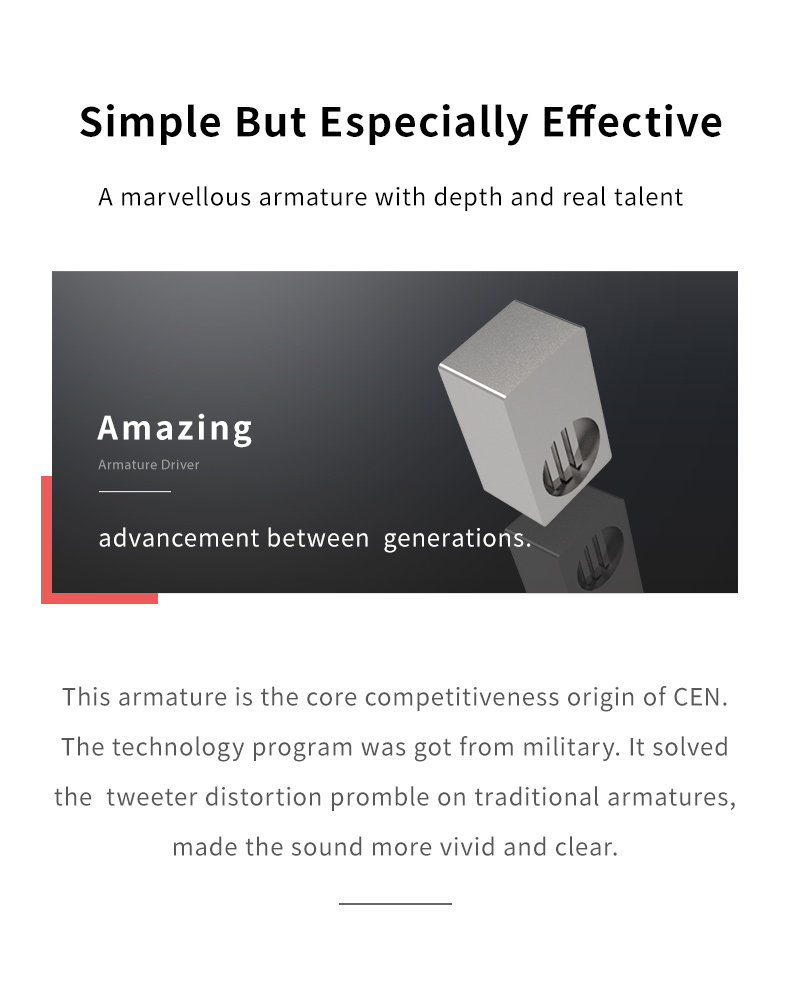 Simple But Especially Effective
A marvellous armature with depth and real talent
Amazing
Armature Driver
advancement between  generations.
This armature is the core competitiveness origin of CEN.
The technology program was got from military. It solved
the  tweeter distortion promble on traditional armatures,
made the sound more vivid and clear.